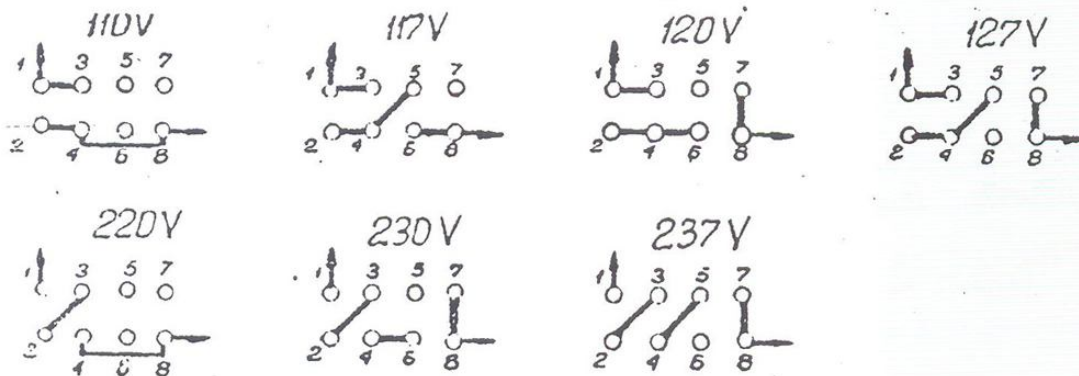 110V 117V 120V 127V
1 3 5 7 1 3 5 7 1 3 5 7 1 3 5 7
2 4 6 8 2 4 6 8 2 4 6 8 2 4 6 8
220V 230V 237V
1 3 5 7 1 3 5 7 1 3 5 7
2 4 6 8 2 4 6 8 2 4 6 8